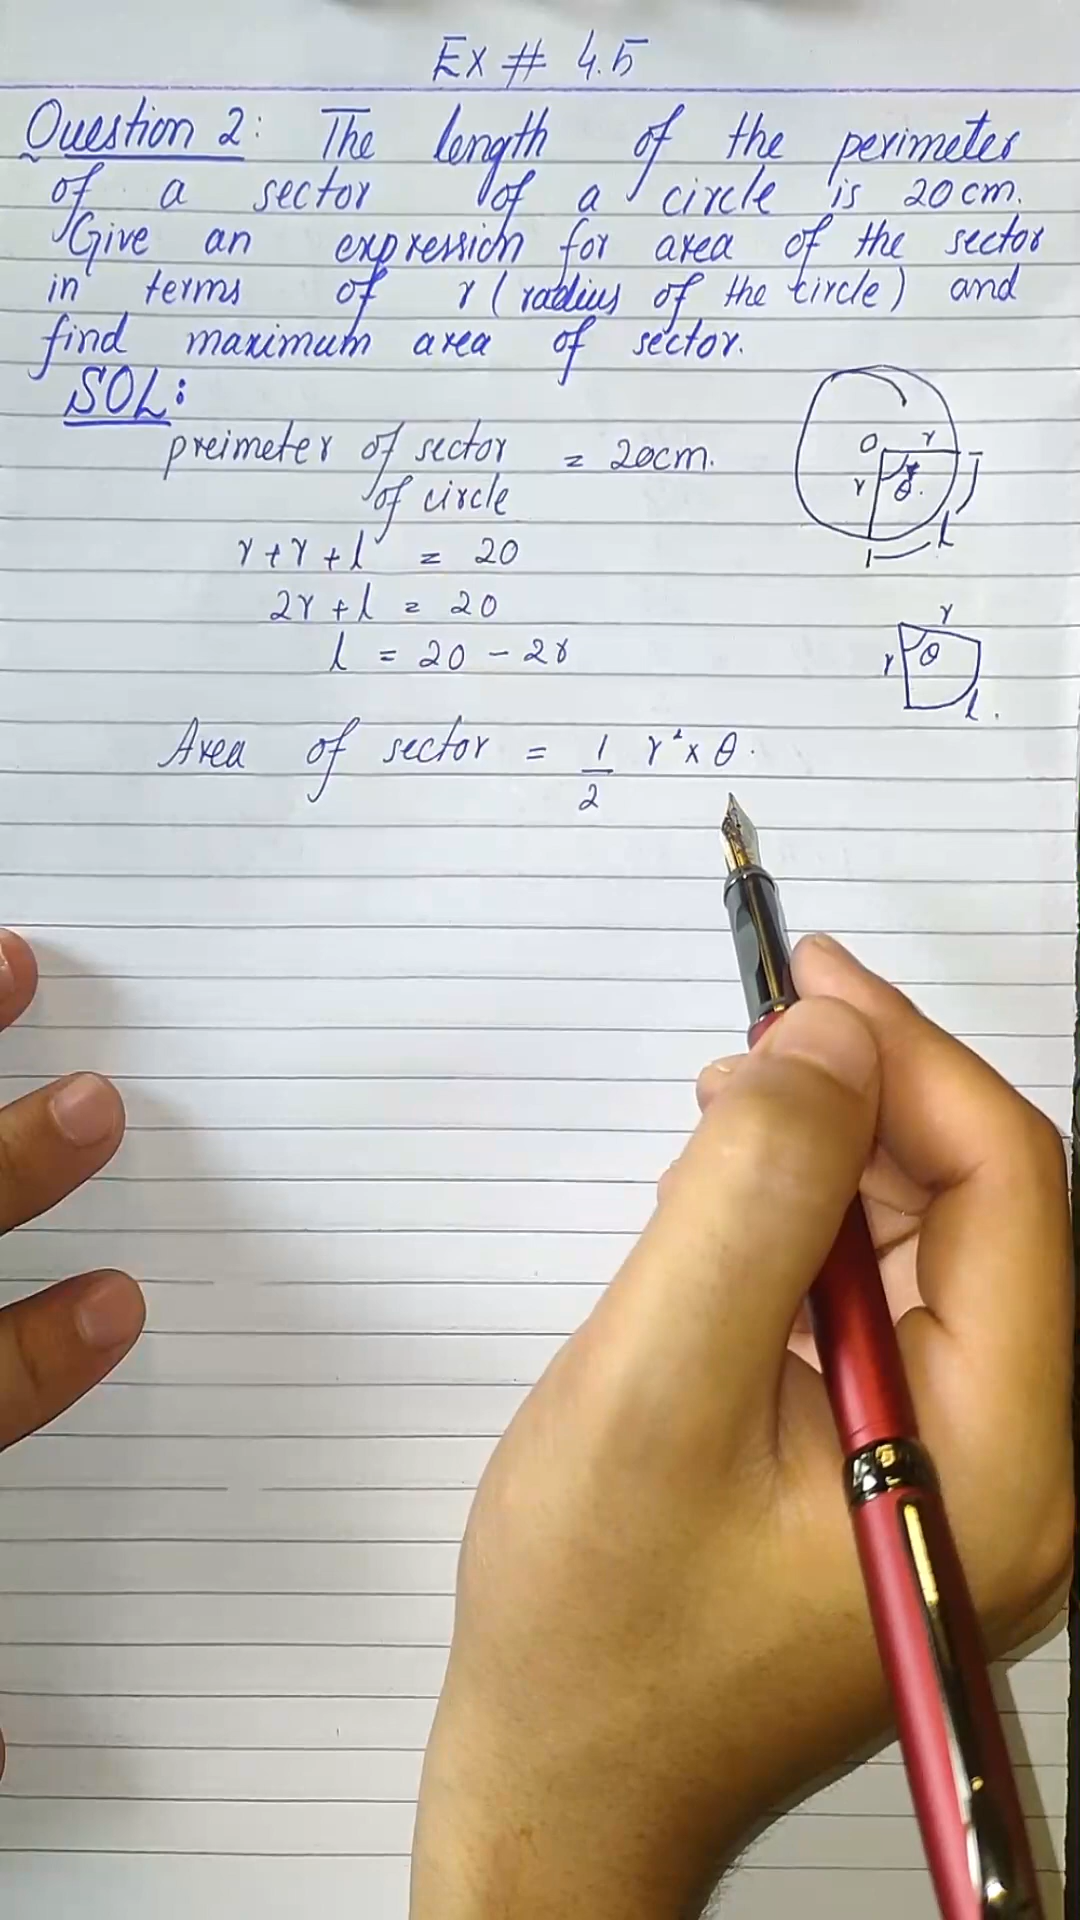 Ex # 4.5
Question 2: The length of the perimeter
of a sector of a circle is 20cm.
Give an expression for area of the sector
in terms of r (radius of the circle) and
find maximum area of sector.
SOL:
preimeter of sector = 20cm.
of circle
r + r + l = 20
2r + l = 20
l = 20 - 2r
O r
r θ
l
r
r θ
l.
Area of sector = 1/2 r² × θ.